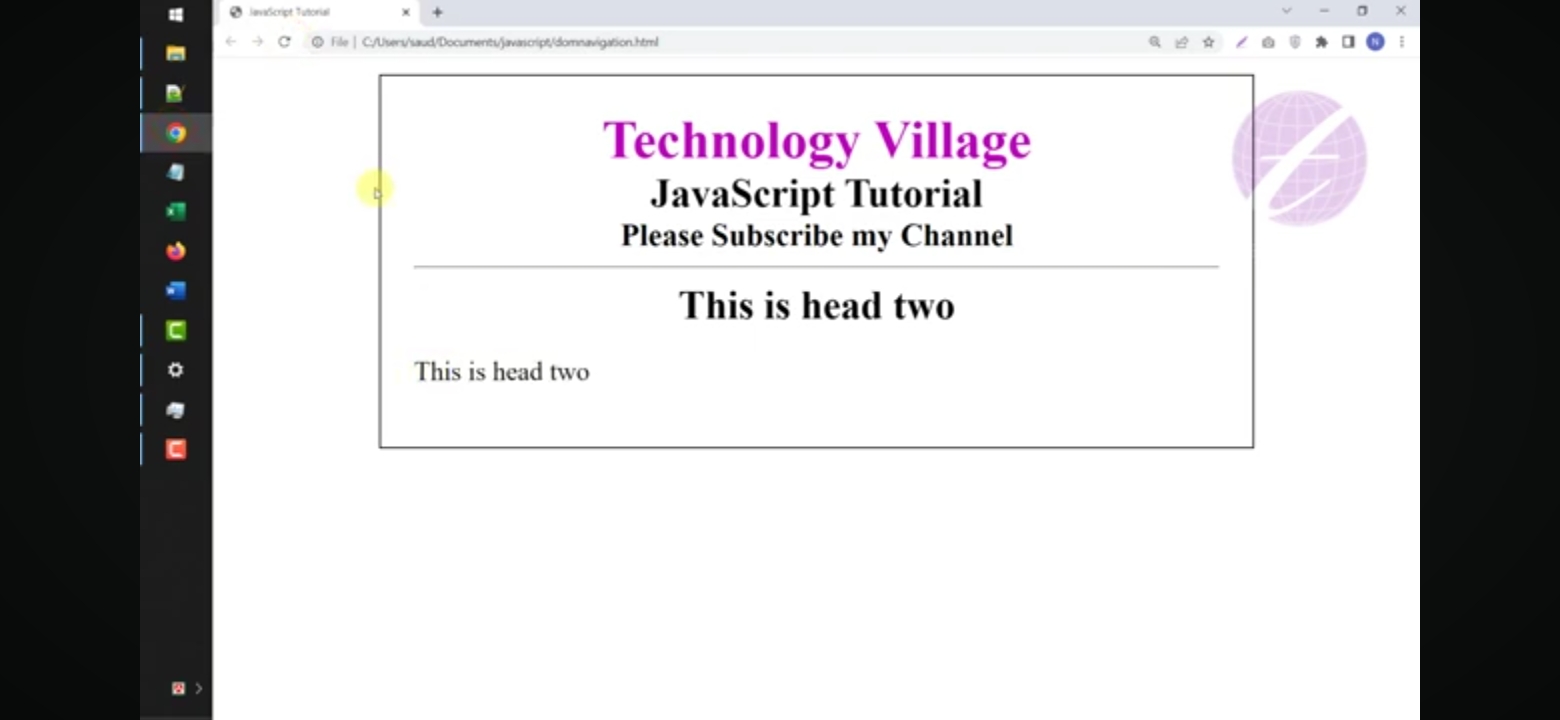 JavaScript Tutorial
File | C:/Users/saud/Documents/javascript/domnavigation.html
N
Technology Village
JavaScript Tutorial
Please Subscribe my Channel
This is head two
This is head two